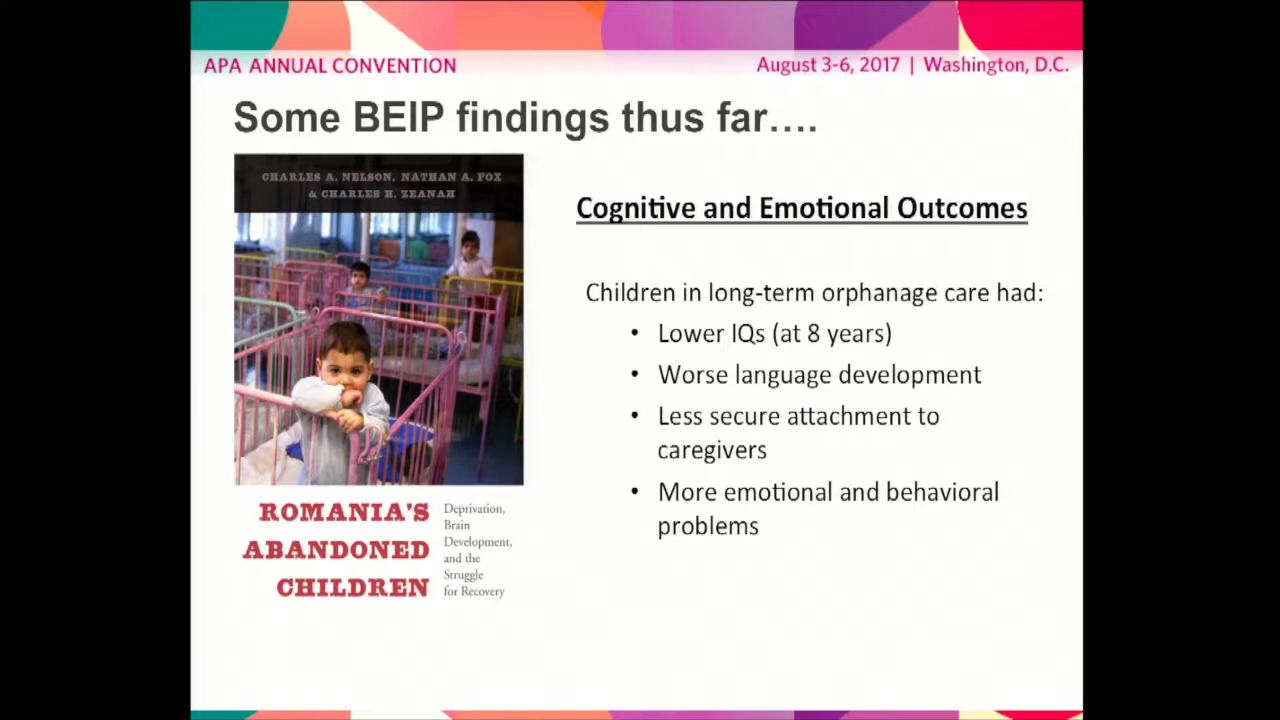 APA ANNUAL CONVENTION
August 3-6, 2017 | Washington, D.C.
Some BEIP findings thus far....
CHARLES A. NELSON, NATHAN A. FOX
& CHARLES H. ZEANAH
ROMANIA'S
ABANDONED
CHILDREN
Deprivation,
Brain
Development,
and the
Struggle
for Recovery
Cognitive and Emotional Outcomes
Children in long-term orphanage care had:
• Lower IQs (at 8 years)
• Worse language development
• Less secure attachment to
caregivers
• More emotional and behavioral
problems